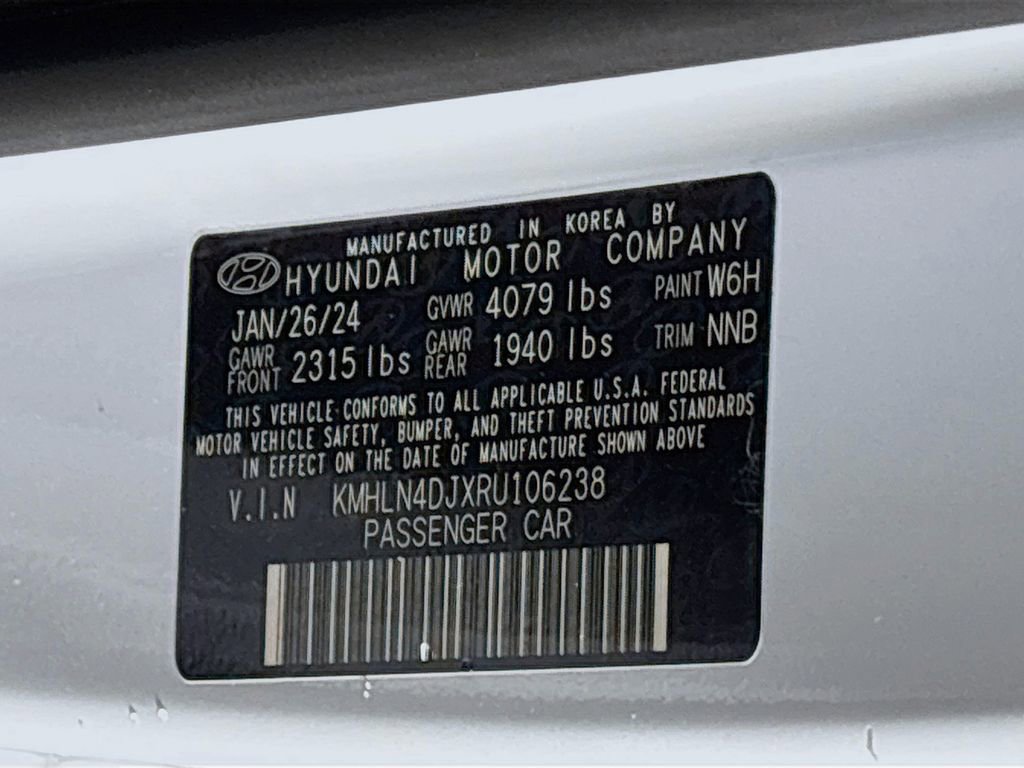 MANUFACTURED IN KOREA BY
HYUNDAI MOTOR COMPANY
JAN/26/24 GVWR 4079 lbs PAINT W6H
GAWR FRONT 2315 lbs GAWR REAR 1940 lbs TRIM NNB
THIS VEHICLE CONFORMS TO ALL APPLICABLE U.S.A. FEDERAL
MOTOR VEHICLE SAFETY, BUMPER, AND THEFT PREVENTION STANDARDS
IN EFFECT ON THE DATE OF MANUFACTURE SHOWN ABOVE
V.I.N KMHLN4DJXRU106238
PASSENGER CAR